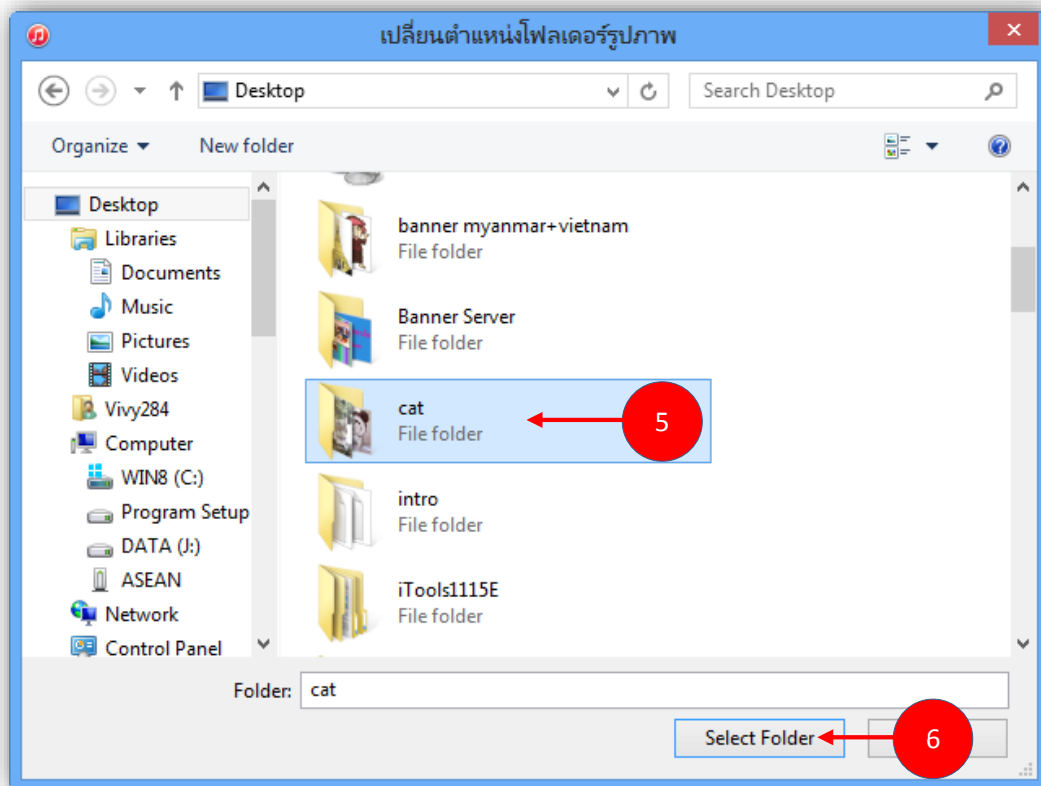 เปลี่ยนตำแหน่งโฟลเดอร์รูปภาพ
Desktop
Search Desktop
Organize
New folder
Desktop
Libraries
Documents
Music
Pictures
Videos
Vivy284
Computer
WIN8 (C:)
Program Setup
DATA (J:)
ASEAN
Network
Control Panel
banner myanmar+vietnam
File folder
Banner Server
File folder
cat
File folder
5
intro
File folder
iTools1115E
File folder
Folder: cat
Select Folder
6